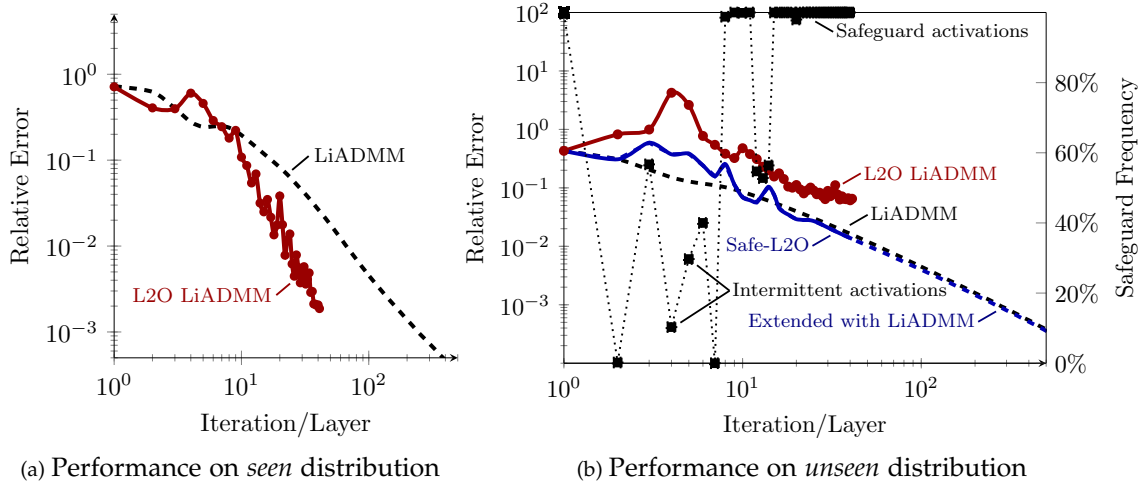 10^0
10^-1
10^-2
10^-3
Relative Error
LiADMM
L2O LiADMM
10^0
10^1
10^2
Iteration/Layer
(a) Performance on seen distribution
10^2
10^1
10^0
10^-1
10^-2
10^-3
Relative Error
Safeguard activations
L2O LiADMM
LiADMM
Safe-L2O
Intermittent activations
Extended with LiADMM
80%
60%
40%
20%
0%
Safeguard Frequency
10^0
10^1
10^2
Iteration/Layer
(b) Performance on unseen distribution